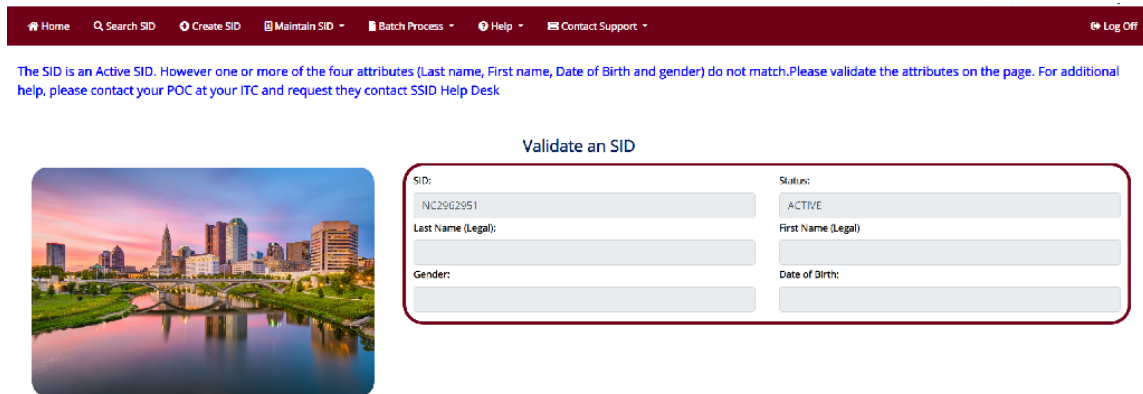 Home Search SID Create SID Maintain SID Batch Process Help Contact Support Log Off
The SID is an Active SID. However one or more of the four attributes (Last name, First name, Date of Birth and gender) do not match.Please validate the attributes on the page. For additional
help, please contact your POC at your ITC and request they contact SSID Help Desk
Validate an SID
SID: Status:
NC2962951 ACTIVE
Last Name (Legal): First Name (Legal)
Gender: Date of Birth: